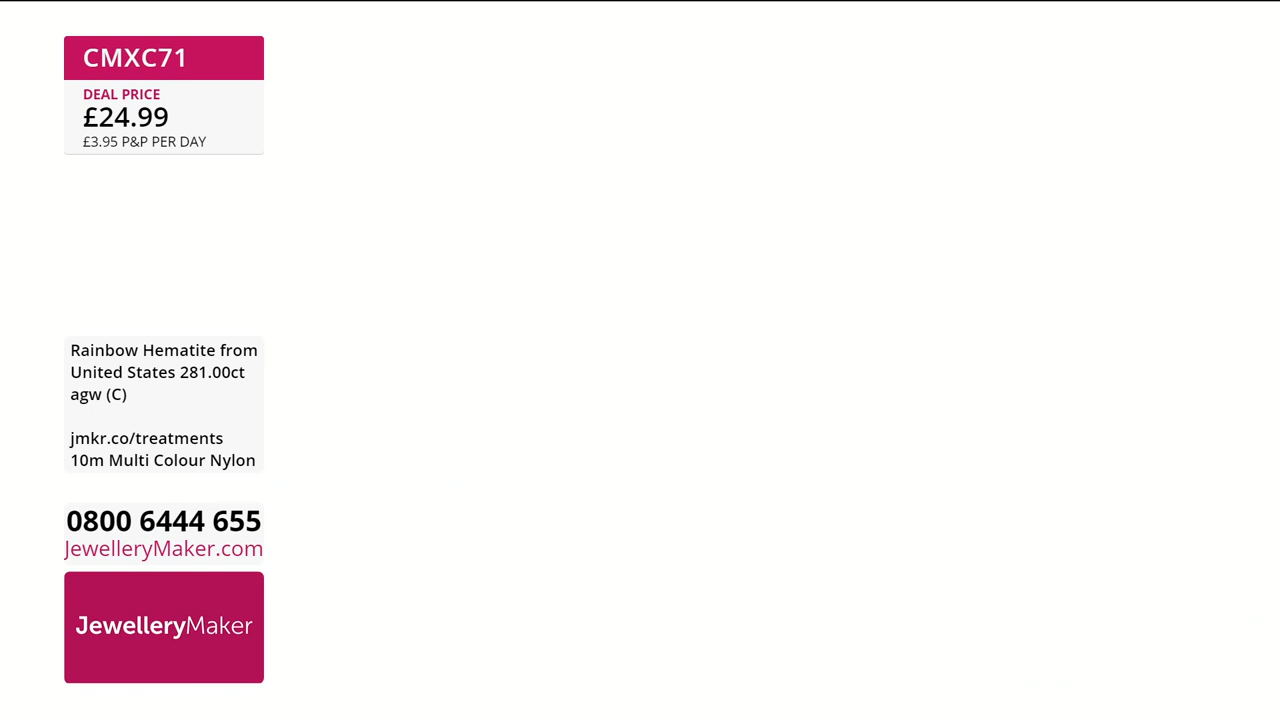 CMXC71
DEAL PRICE
£24.99
£3.95 P&P PER DAY
Rainbow Hematite from
United States 281.00ct
agw (C)
jmkr.co/treatments
10m Multi Colour Nylon
0800 6444 655
JewelleryMaker.com
JewelleryMaker